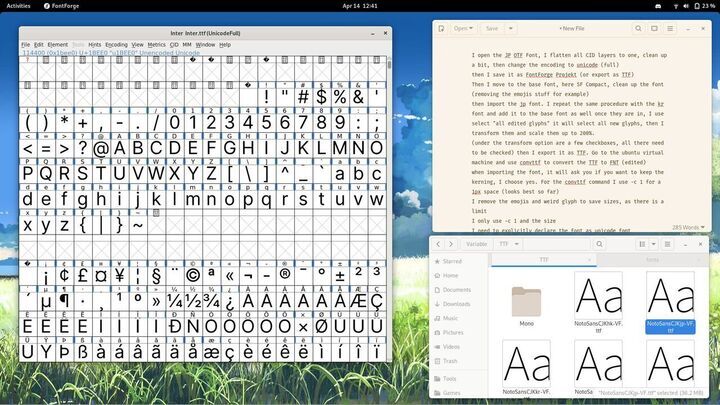 Activities
FontForge
Apr 14 12:41
23 %
Inter Inter.ttf (UnicodeFull)
File Edit Element Tools Hints Encoding View Metrics CID MM Window Help
114400 (0x1bee0) U+1BEE0 "u1BEE0" Unencoded Unicode
! " # $ % & '
( ) * + , - . / 0 1 2 3 4 5 6 7 8 9 : ;
< = > ? @ A B C D E F G H I J K L M N O
P Q R S T U V W X Y Z [ \ ] ^ _ ` a b c
d e f g h i j k l m n o p q r s t u v w
x y z { | } ~
¡ ¢ £ ¤ ¥ ¦ § ¨ © ª « ¬ - ® ¯ ° ± ² ³
´ µ ¶ · ¸ ¹ º » ¼ ½ ¾ ¿ À Á Â Ã Ä Å Æ Ç
È É Ê Ë Ì Í Î Ï Ð Ñ Ò Ó Ô Õ Ö × Ø Ù Ú Û
Ü Ý Þ ß à á â ã ä å æ ç è é ê ë ì í î ï
Open
Save
• New File
I open the JP OTF Font, I flatten all CID layers to one, clean up
a bit, then change the encoding to unicode (full)
then I save it as FontForge Projekt (or export as TTF)
Then I move to the base font, here SF Compact, clean up the font
(removing the emojis stuff for example)
then import the jp font. I repeat the same procedure with the kr
font and add it to the base font as well once they are in, I use
select "all edited glyphs" it will select all new glyphs, then I
transform them and scale them up to 200%.
(under the transform option are a few checkboxes, all there need
to be checked) then I export it as TTF. Go to the ubuntu virtual
machine and use convttf to convert the TTF to FNT (edited)
when importing the font, it will ask you if you want to keep the
kerning, I choose yes. For the convttf command I use -c 1 for a
1px space (looks best so far)
I remove the emojis and weird glyph to save sizes, as there is a
limit
I only use -c 1 and the size
I need to explicitly declare the font as unicode font
285 Words
Variable
TTF
TTF
fonts
Starred
Home
Documents
Downloads
Music
Pictures
Videos
Trash
Tools
Games
Mono
Aa
NotoSansCJKhk-VF.ttf
Aa
NotoSansCJKjp-VF.ttf
Aa
NotoSansCJKkr-VF.
Aa
NotoSa
Aa
"NotoSansCJKjp-VF.ttf" selected (36.2 MB)